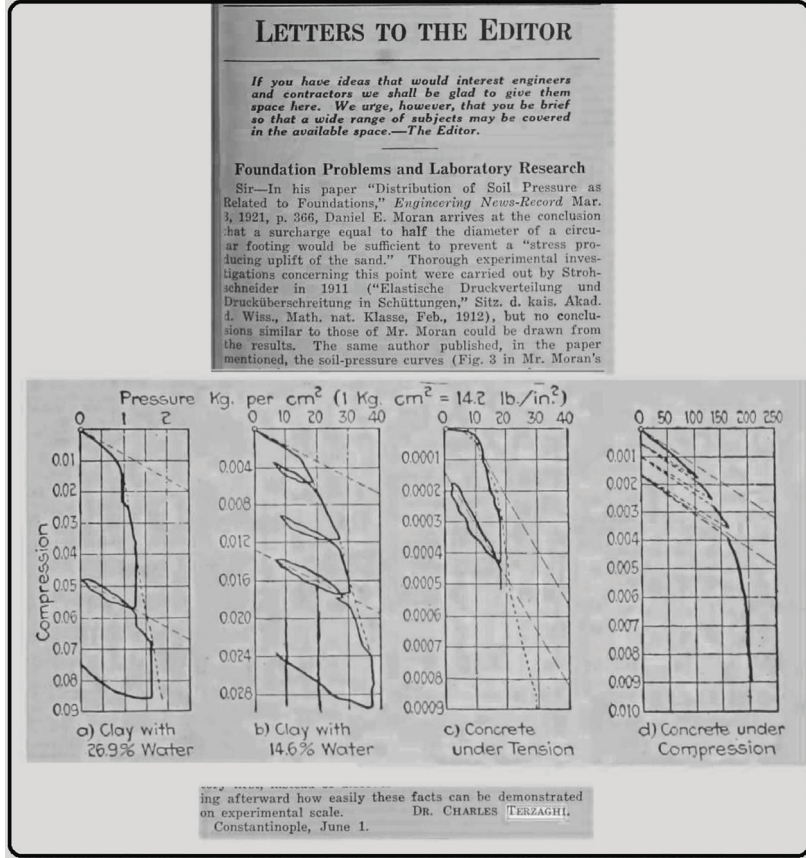 LETTERS TO THE EDITOR
If you have ideas that would interest engineers
and contractors we shall be glad to give them
space here. We urge, however, that you be brief
so that a wide range of subjects may be covered
in the available space.—The Editor.
Foundation Problems and Laboratory Research
Sir—In his paper “Distribution of Soil Pressure as
Related to Foundations,” Engineering News-Record Mar.
3, 1921, p. 366, Daniel E. Moran arrives at the conclusion
that a surcharge equal to half the diameter of a circu-
ar footing would be sufficient to prevent a “stress pro-
ducing uplift of the sand.” Thorough experimental inves-
tigations concerning this point were carried out by Stroh-
schneider in 1911 (“Elastische Druckverteilung und
Drucküberschreitung in Schüttungen,” Sitz. d. kais. Akad.
d. Wiss., Math. nat. Klasse, Feb., 1912), but no conclu-
sions similar to those of Mr. Moran could be drawn from
the results. The same author published, in the paper
mentioned, the soil-pressure curves (Fig. 3 in Mr. Moran's
Pressure Kg. per cm² (1 Kg. cm² = 14.2 lb./in.²)
0 1 2
0 10 20 30 40
0 10 20 30 40
0 50 100 150 200 250
Compression
0.01
0.02
0.03
0.04
0.05
0.06
0.07
0.08
0.09
0.004
0.008
0.012
0.016
0.020
0.024
0.028
0.0001
0.0002
0.0003
0.0004
0.0005
0.0006
0.0007
0.0008
0.0009
0.001
0.002
0.003
0.004
0.005
0.006
0.007
0.008
0.009
0.010
a) Clay with
26.9% Water
b) Clay with
14.6% Water
c) Concrete
under Tension
d) Concrete under
Compression
ing afterward how easily these facts can be demonstrated
on experimental scale. DR. CHARLES TERZAGHI.
Constantinople, June 1.